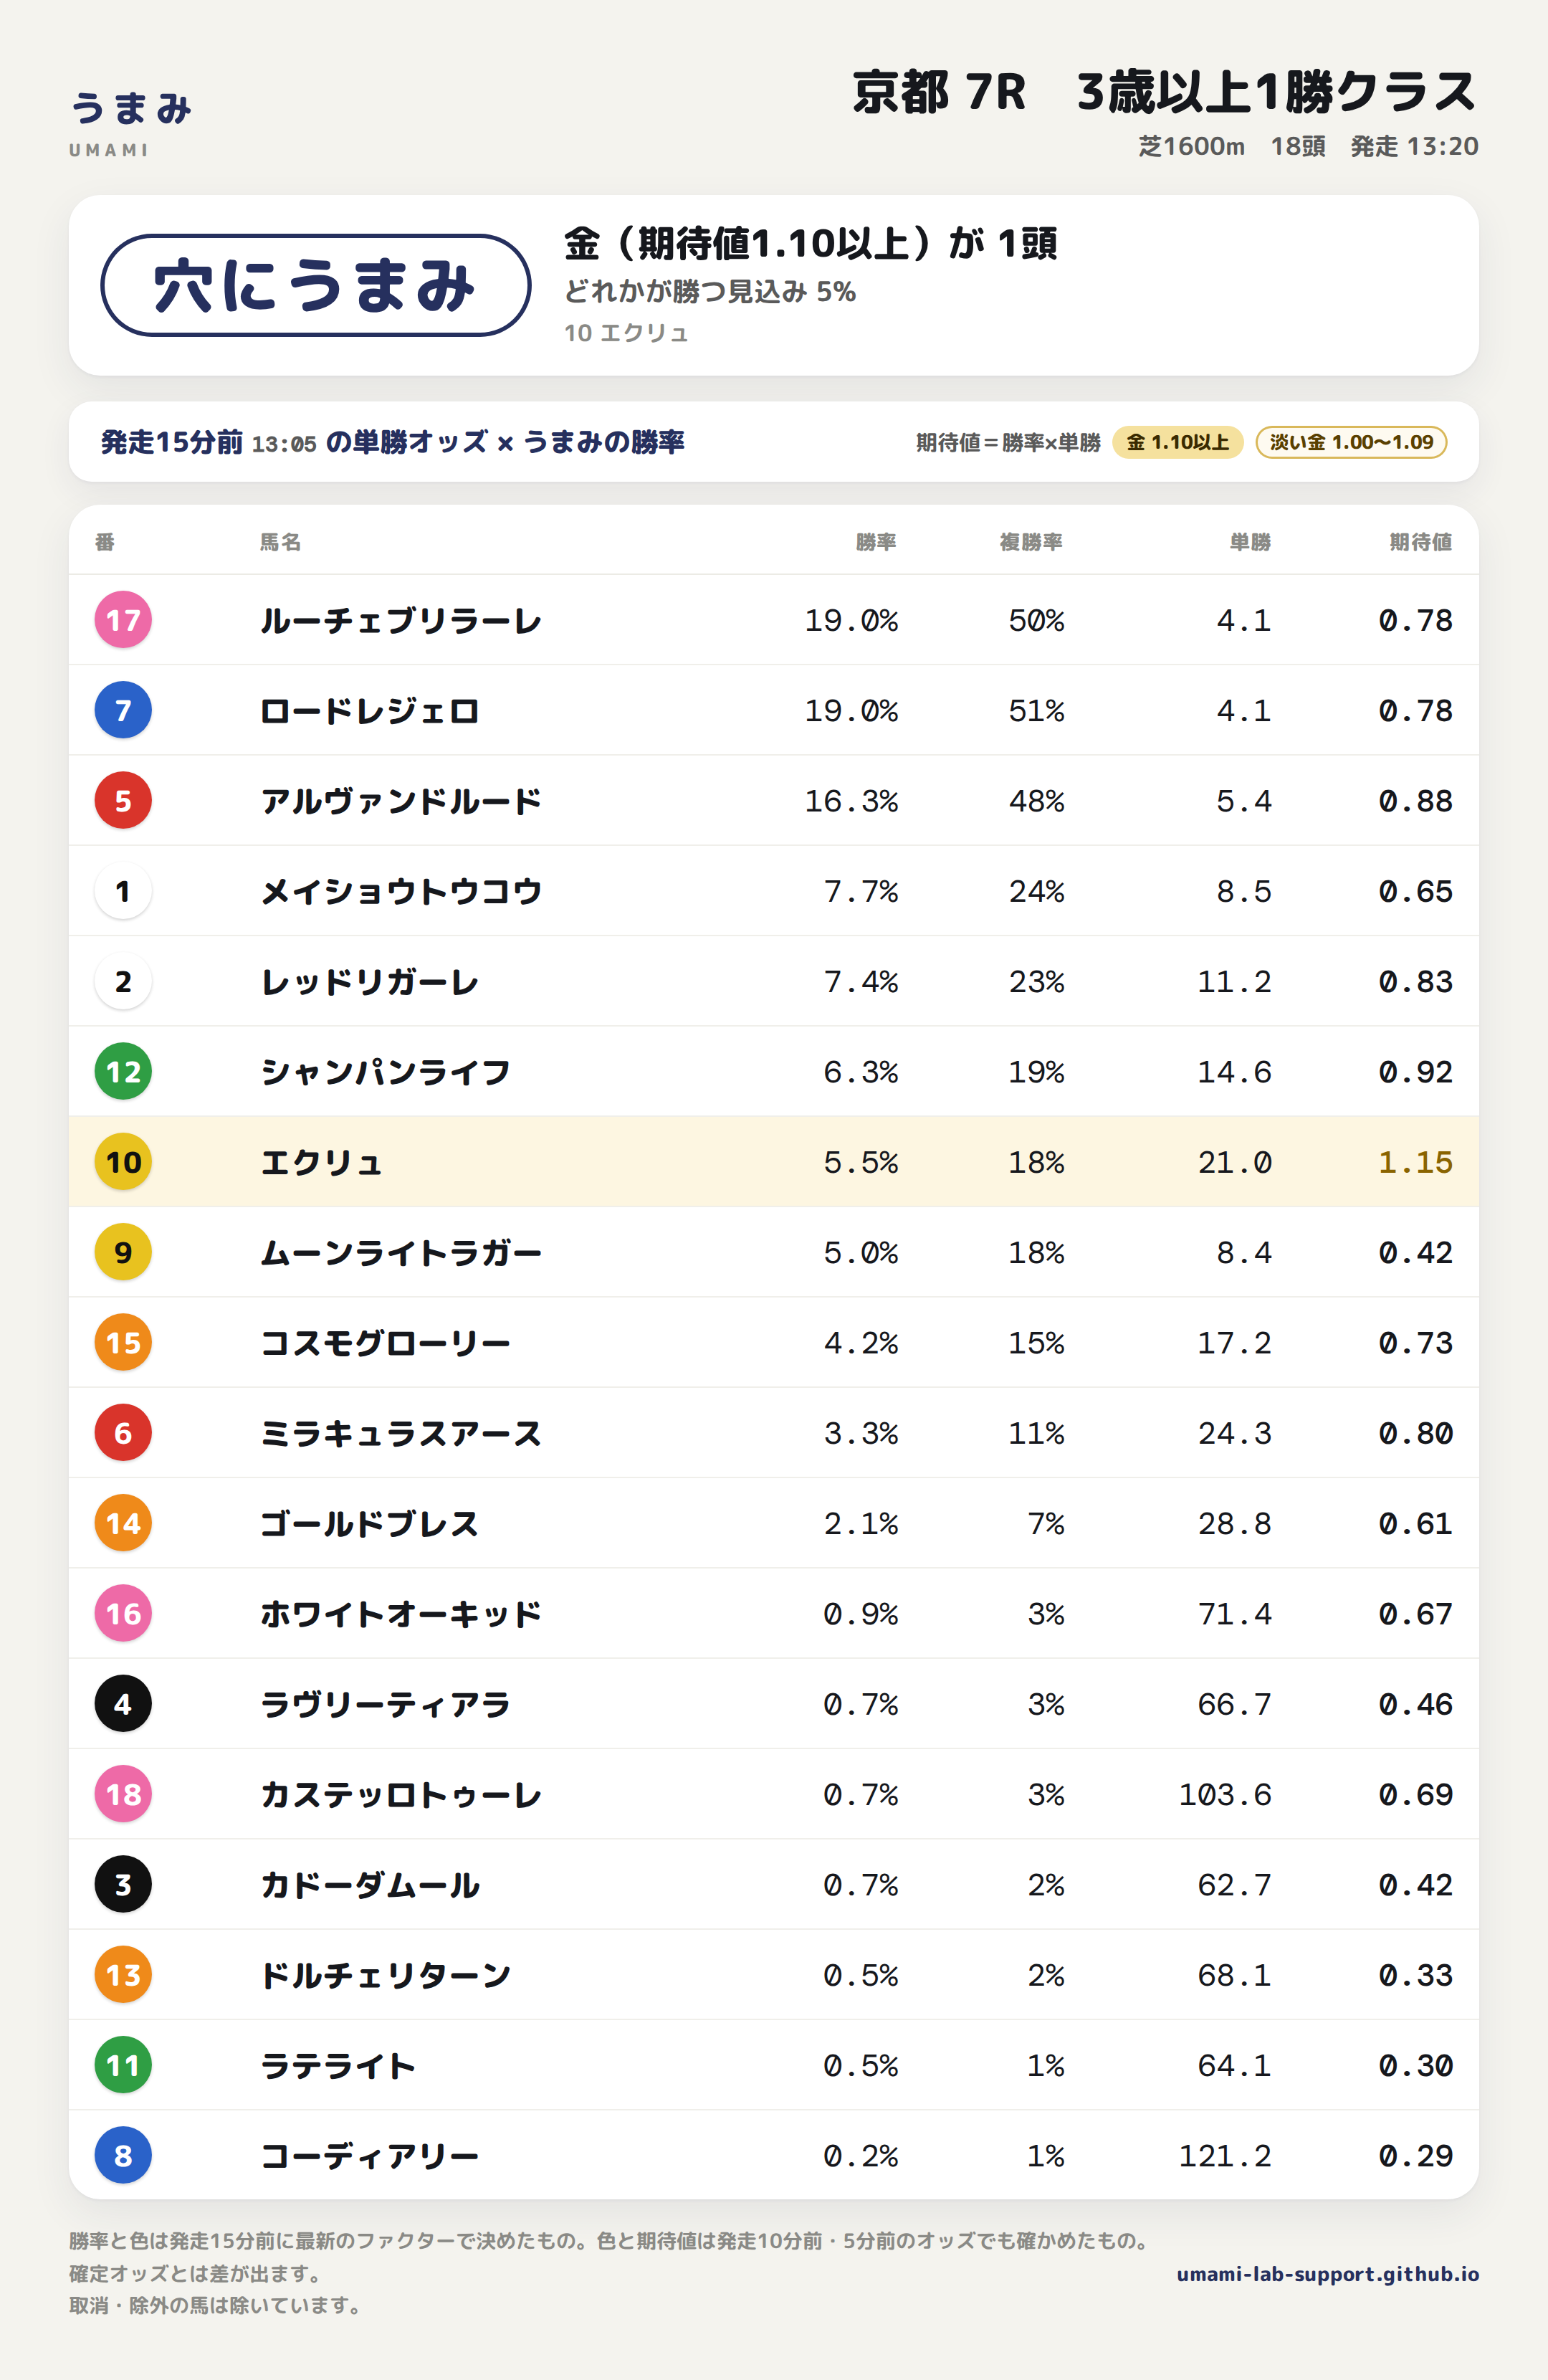 うまみ
UMAMI
京都 7R 3歳以上1勝クラス
芝1600m 18頭 発走 13:20
穴にうまみ
金（期待値1.10以上）が 1頭
どれかが勝つ見込み 5%
10 エクリュ
発走15分前 13:05 の単勝オッズ × うまみの勝率
期待値＝勝率×単勝 金 1.10以上 淡い金 1.00〜1.09
番 馬名 勝率 複勝率 単勝 期待値
17 ルーチェブリラーレ 19.0% 50% 4.1 0.78
7 ロードレジェロ 19.0% 51% 4.1 0.78
5 アルヴァンドルード 16.3% 48% 5.4 0.88
1 メイショウトウコウ 7.7% 24% 8.5 0.65
2 レッドリガーレ 7.4% 23% 11.2 0.83
12 シャンパンライフ 6.3% 19% 14.6 0.92
10 エクリュ 5.5% 18% 21.0 1.15
9 ムーンライトラガー 5.0% 18% 8.4 0.42
15 コスモグローリー 4.2% 15% 17.2 0.73
6 ミラキュラスアース 3.3% 11% 24.3 0.80
14 ゴールドブレス 2.1% 7% 28.8 0.61
16 ホワイトオーキッド 0.9% 3% 71.4 0.67
4 ラヴリーティアラ 0.7% 3% 66.7 0.46
18 カステッロトゥーレ 0.7% 3% 103.6 0.69
3 カドーダムール 0.7% 2% 62.7 0.42
13 ドルチェリターン 0.5% 2% 68.1 0.33
11 ラテライト 0.5% 1% 64.1 0.30
8 コーディアリー 0.2% 1% 121.2 0.29
勝率と色は発走15分前に最新のファクターで決めたもの。色と期待値は発走10分前・5分前のオッズでも確かめたもの。
確定オッズとは差が出ます。
取消・除外の馬は除いています。
umami-lab-support.github.io